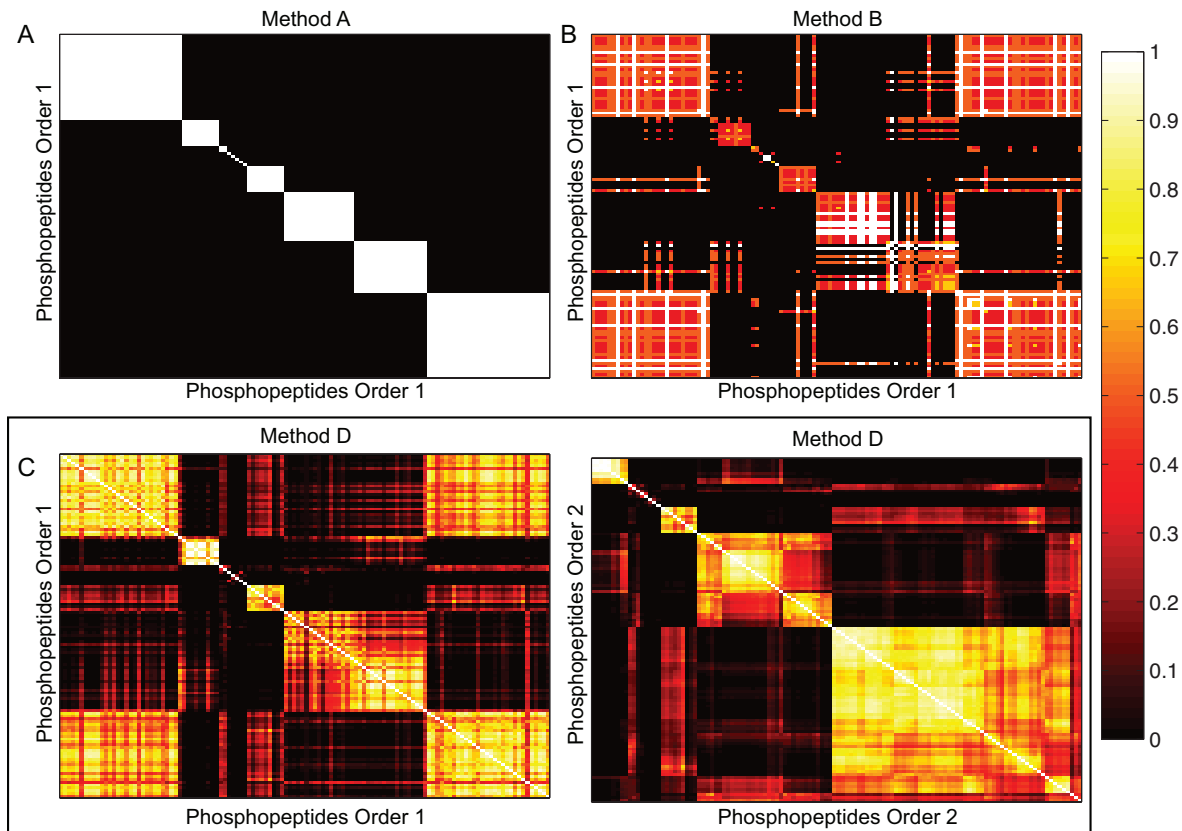 Method A
Method B
A
B
Phosphopeptides Order 1
Phosphopeptides Order 1
Phosphopeptides Order 1
Phosphopeptides Order 1
1
0.9
0.8
0.7
0.6
0.5
0.4
0.3
0.2
0.1
0
Method D
Method D
C
Phosphopeptides Order 1
Phosphopeptides Order 2
Phosphopeptides Order 1
Phosphopeptides Order 2